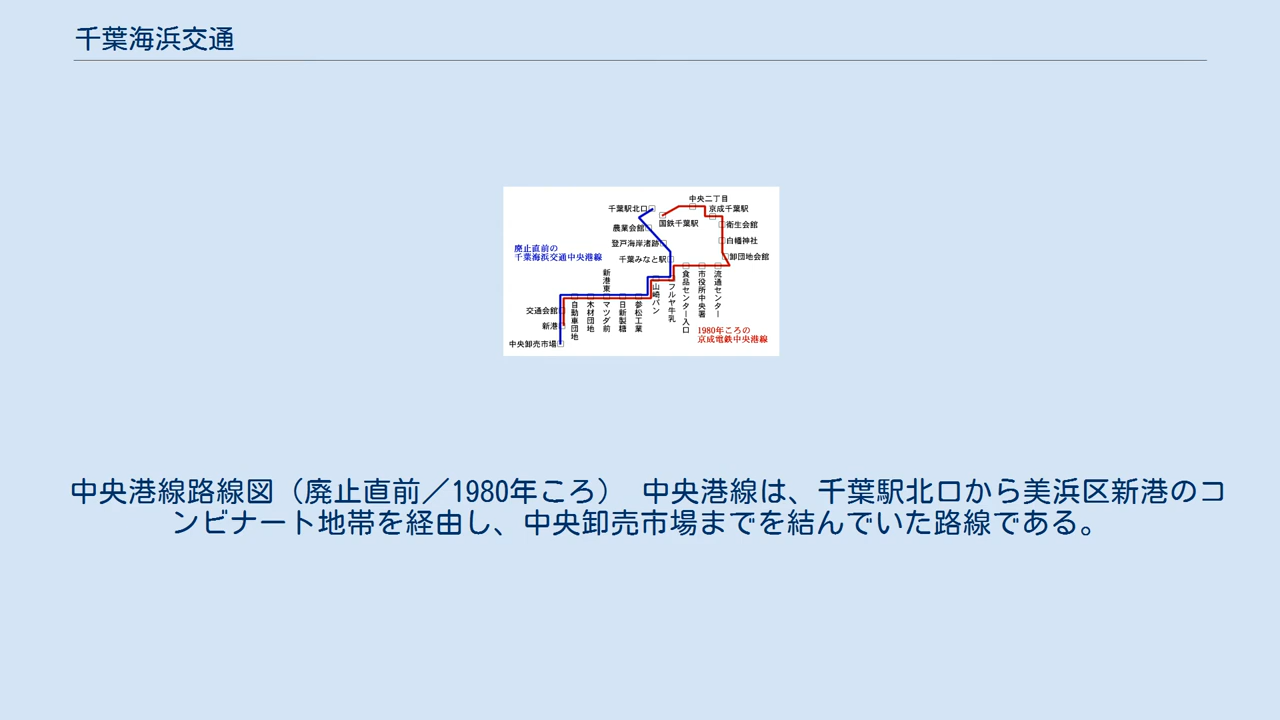 千葉海浜交通
中央二丁目
千葉駅北口
京成千葉駅
国鉄千葉駅
衛生会館
農業会館
白幡神社
登戸海岸渚跡
廃止直前の
千葉海浜交通中央港線
千葉みなと駅
卸団地会館
新港東
食品センター入口
市役所中央署
流通センター
山崎パン
フルヤ牛乳
交通会館
自動車団地
木材団地
マツダ前
日新製糖
参松工業
新港
1980年ころの
京成電鉄中央港線
中央卸売市場
中央港線路線図（廃止直前／1980年ころ） 中央港線は、千葉駅北口から美浜区新港のコ
ンビナート地帯を経由し、中央卸売市場までを結んでいた路線である。